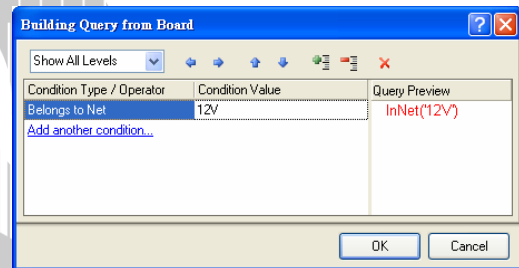 Building Query from Board
Show All Levels
Condition Type / Operator Condition Value Query Preview
Belongs to Net 12V InNet('12V')
Add another condition...
OK Cancel